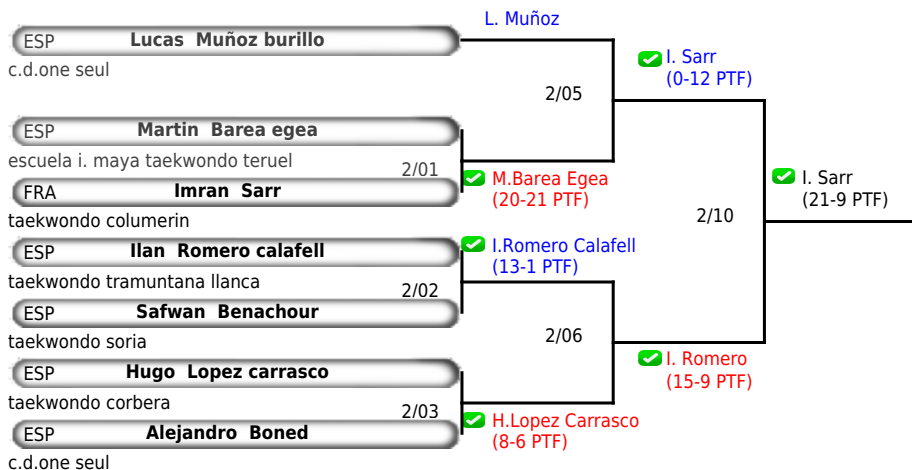 L. Muñoz
ESP Lucas Muñoz burillo
c.d.one seul
I. Sarr
(0-12 PTF)
2/05
ESP Martin Barea egea
escuela i. maya taekwondo teruel
2/01
M.Barea Egea
(20-21 PTF)
FRA Imran Sarr
taekwondo columerin
I. Sarr
(21-9 PTF)
2/10
ESP Ilan Romero calafell
taekwondo tramuntana llanca
I.Romero Calafell
(13-1 PTF)
2/02
ESP Safwan Benachour
taekwondo soria
2/06
I. Romero
(15-9 PTF)
ESP Hugo Lopez carrasco
taekwondo corbera
2/03
H.Lopez Carrasco
(8-6 PTF)
ESP Alejandro Boned
c.d.one seul